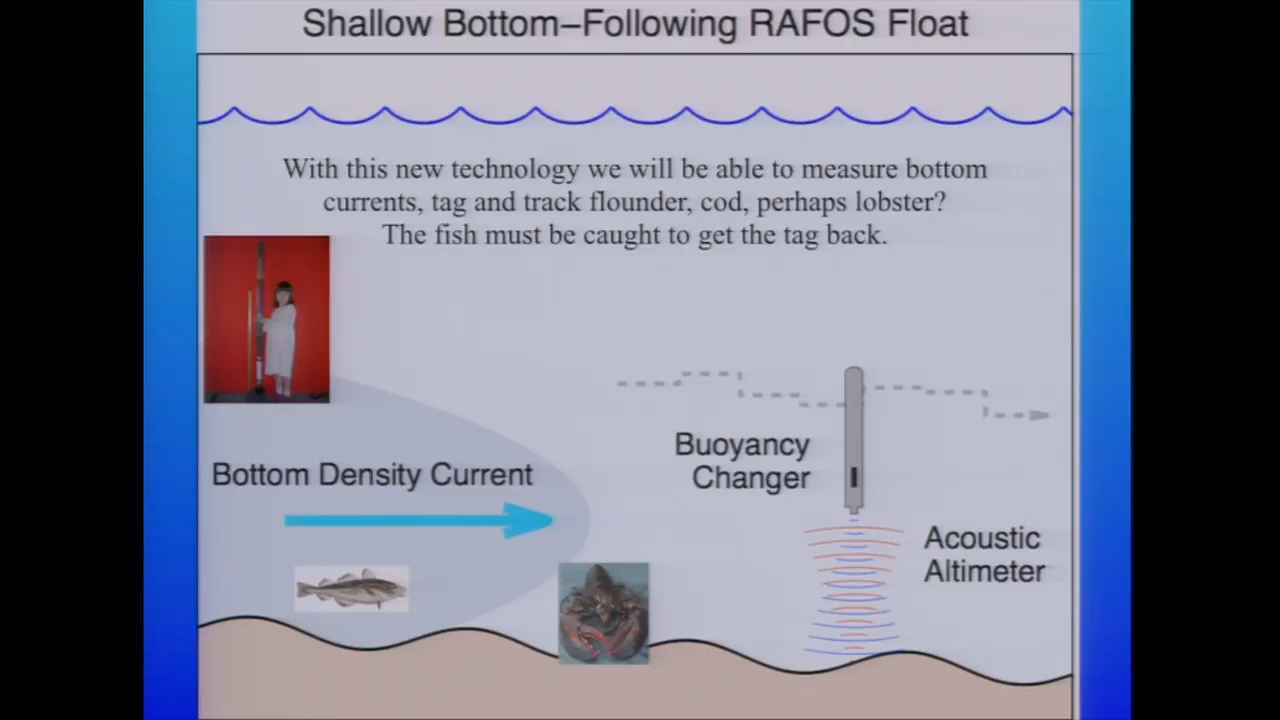 Shallow Bottom–Following RAFOS Float
With this new technology we will be able to measure bottom
currents, tag and track flounder, cod, perhaps lobster?
The fish must be caught to get the tag back.
Buoyancy
Changer
Bottom Density Current
Acoustic
Altimeter